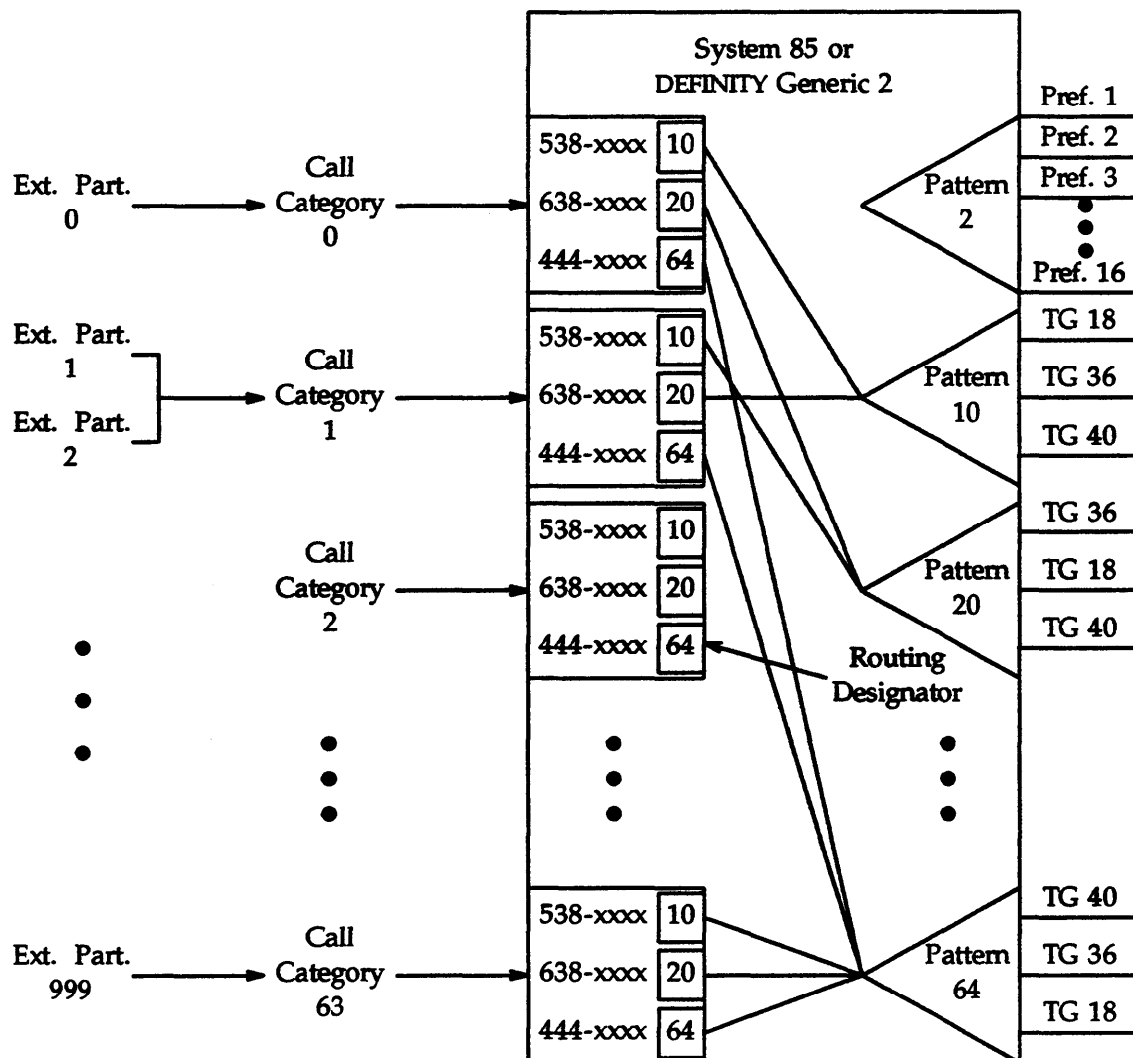 System 85 or
DEFINITY Generic 2
Pref. 1
Pref. 2
Pref. 3
Pref. 16
Pattern
2
Ext. Part.
0
Call
Category
0
538-xxxx 10
638-xxxx 20
444-xxxx 64
Ext. Part.
1
Ext. Part.
2
Call
Category
1
538-xxxx 10
638-xxxx 20
444-xxxx 64
Pattern
10
TG 18
TG 36
TG 40
Call
Category
2
538-xxxx 10
638-xxxx 20
444-xxxx 64
Routing
Designator
Pattern
20
TG 36
TG 18
TG 40
Ext. Part.
999
Call
Category
63
538-xxxx 10
638-xxxx 20
444-xxxx 64
Pattern
64
TG 40
TG 36
TG 18